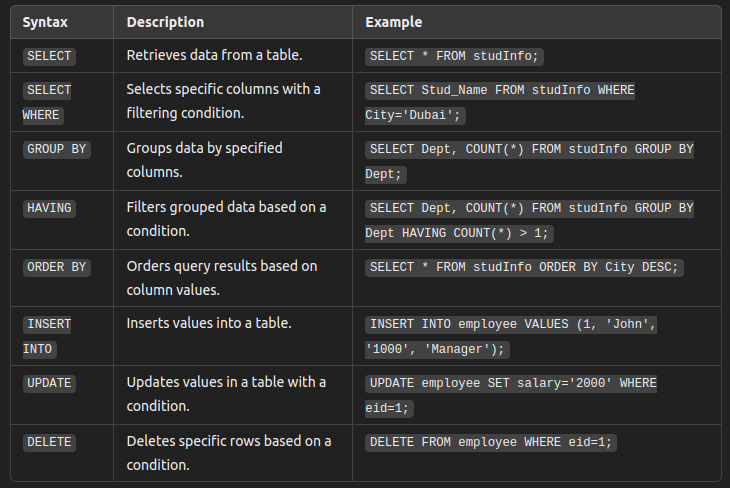 Syntax Description Example
SELECT Retrieves data from a table. SELECT * FROM studInfo;
SELECT Selects specific columns with a SELECT Stud_Name FROM studInfo WHERE
WHERE filtering condition. City='Dubai';
GROUP BY Groups data by specified SELECT Dept, COUNT(*) FROM studInfo GROUP BY
columns. Dept;
HAVING Filters grouped data based on a SELECT Dept, COUNT(*) FROM studInfo GROUP BY
condition. Dept HAVING COUNT(*) > 1;
ORDER BY Orders query results based on SELECT * FROM studInfo ORDER BY City DESC;
column values.
INSERT Inserts values into a table. INSERT INTO employee VALUES (1, 'John',
INTO '1000', 'Manager');
UPDATE Updates values in a table with a UPDATE employee SET salary='2000' WHERE
condition. eid=1;
DELETE Deletes specific rows based on a DELETE FROM employee WHERE eid=1;
condition.